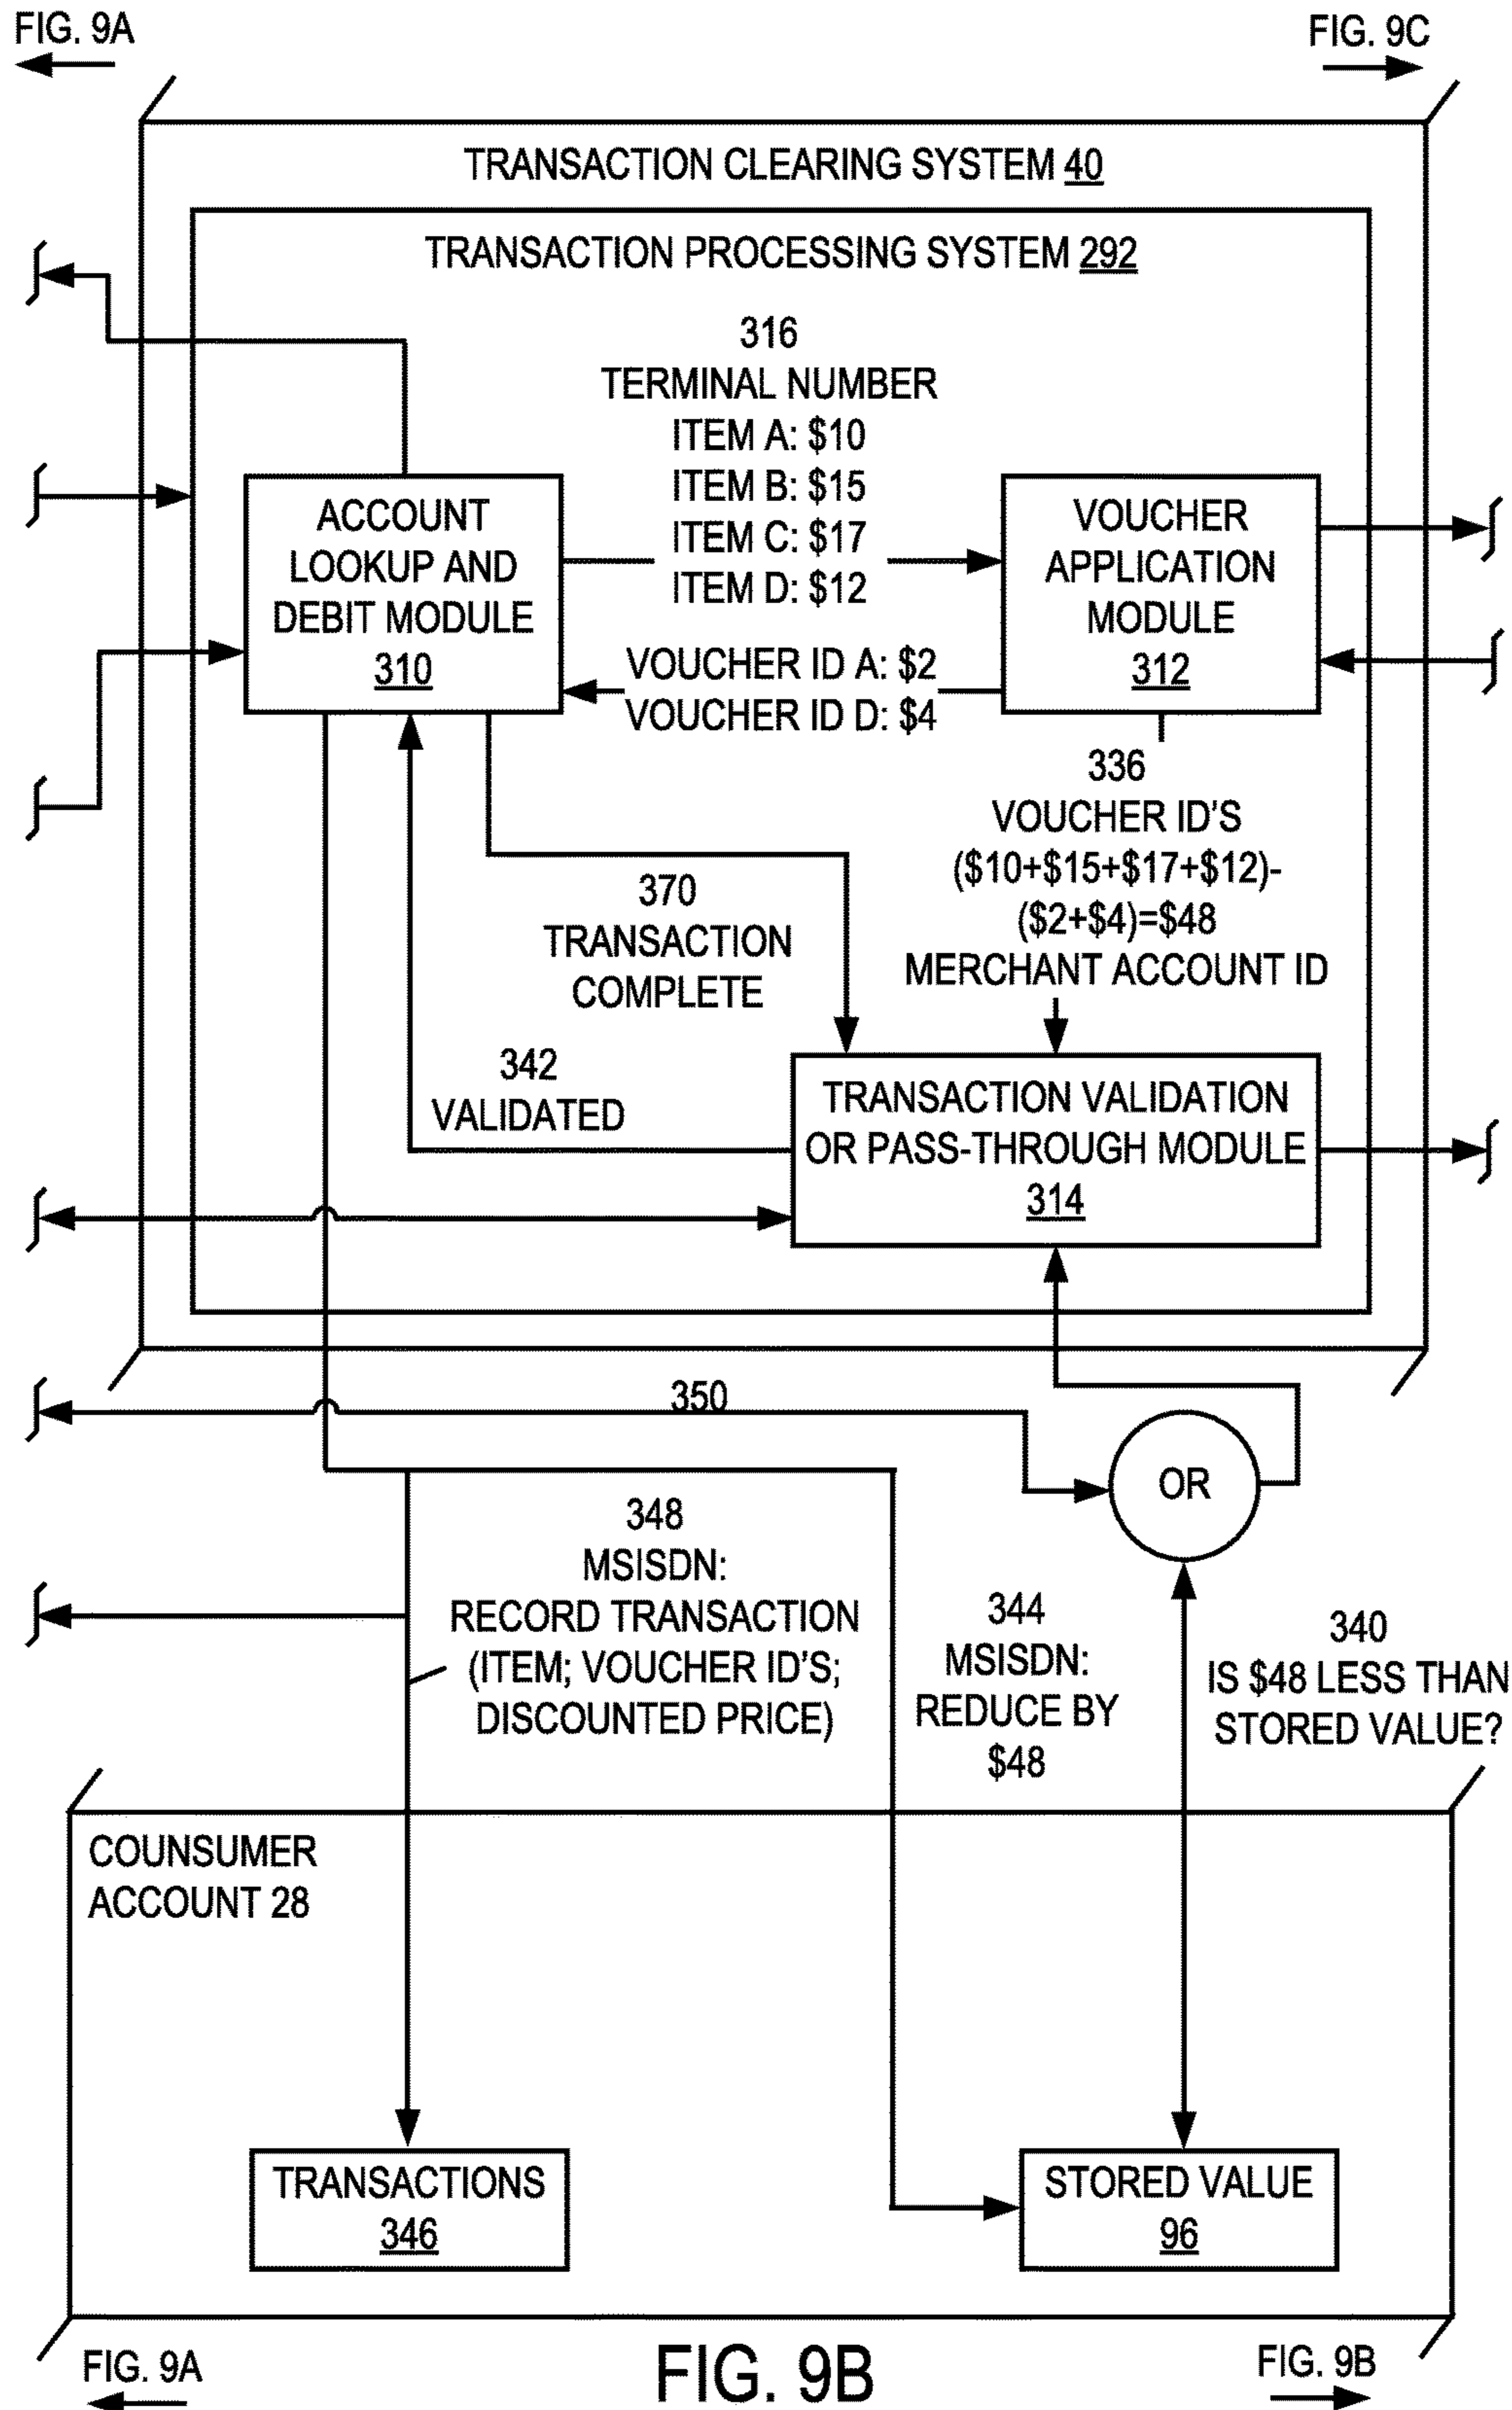 FIG. 9A
FIG. 9C
TRANSACTION CLEARING SYSTEM 40
TRANSACTION PROCESSING SYSTEM 292
316
TERMINAL NUMBER
ITEM A: $10
ITEM B: $15
ITEM C: $17
ITEM D: $12
ACCOUNT
LOOKUP AND
DEBIT MODULE
310
VOUCHER
APPLICATION
MODULE
312
VOUCHER ID A: $2
VOUCHER ID D: $4
336
VOUCHER ID'S
($10+$15+$17+$12)-
($2+$4)=$48
MERCHANT ACCOUNT ID
370
TRANSACTION
COMPLETE
342
VALIDATED
TRANSACTION VALIDATION
OR PASS-THROUGH MODULE
314
350
OR
348
MSISDN:
RECORD TRANSACTION
(ITEM; VOUCHER ID'S;
DISCOUNTED PRICE)
344
MSISDN:
REDUCE BY
$48
340
IS $48 LESS THAN
STORED VALUE?
COUNSUMER
ACCOUNT 28
TRANSACTIONS
346
STORED VALUE
96
FIG. 9A
FIG. 9B
FIG. 9B